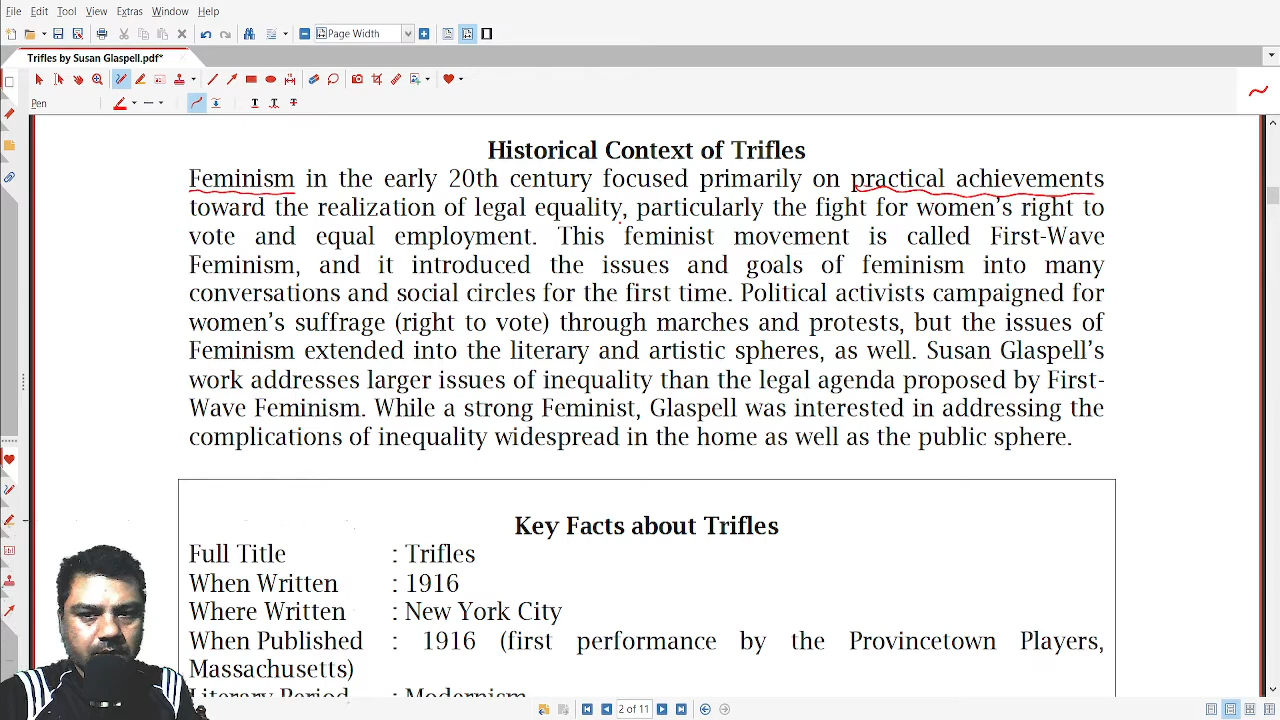 File Edit Tool View Extras Window Help
Page Width
Trifles by Susan Glaspell.pdf*
Pen
Historical Context of Trifles
Feminism in the early 20th century focused primarily on practical achievements
toward the realization of legal equality, particularly the fight for women's right to
vote and equal employment. This feminist movement is called First-Wave
Feminism, and it introduced the issues and goals of feminism into many
conversations and social circles for the first time. Political activists campaigned for
women's suffrage (right to vote) through marches and protests, but the issues of
Feminism extended into the literary and artistic spheres, as well. Susan Glaspell's
work addresses larger issues of inequality than the legal agenda proposed by First-
Wave Feminism. While a strong Feminist, Glaspell was interested in addressing the
complications of inequality widespread in the home as well as the public sphere.
Key Facts about Trifles
Full Title : Trifles
When Written : 1916
Where Written : New York City
When Published : 1916 (first performance by the Provincetown Players,
Massachusetts)
Literary Period : Modernism
2 of 11